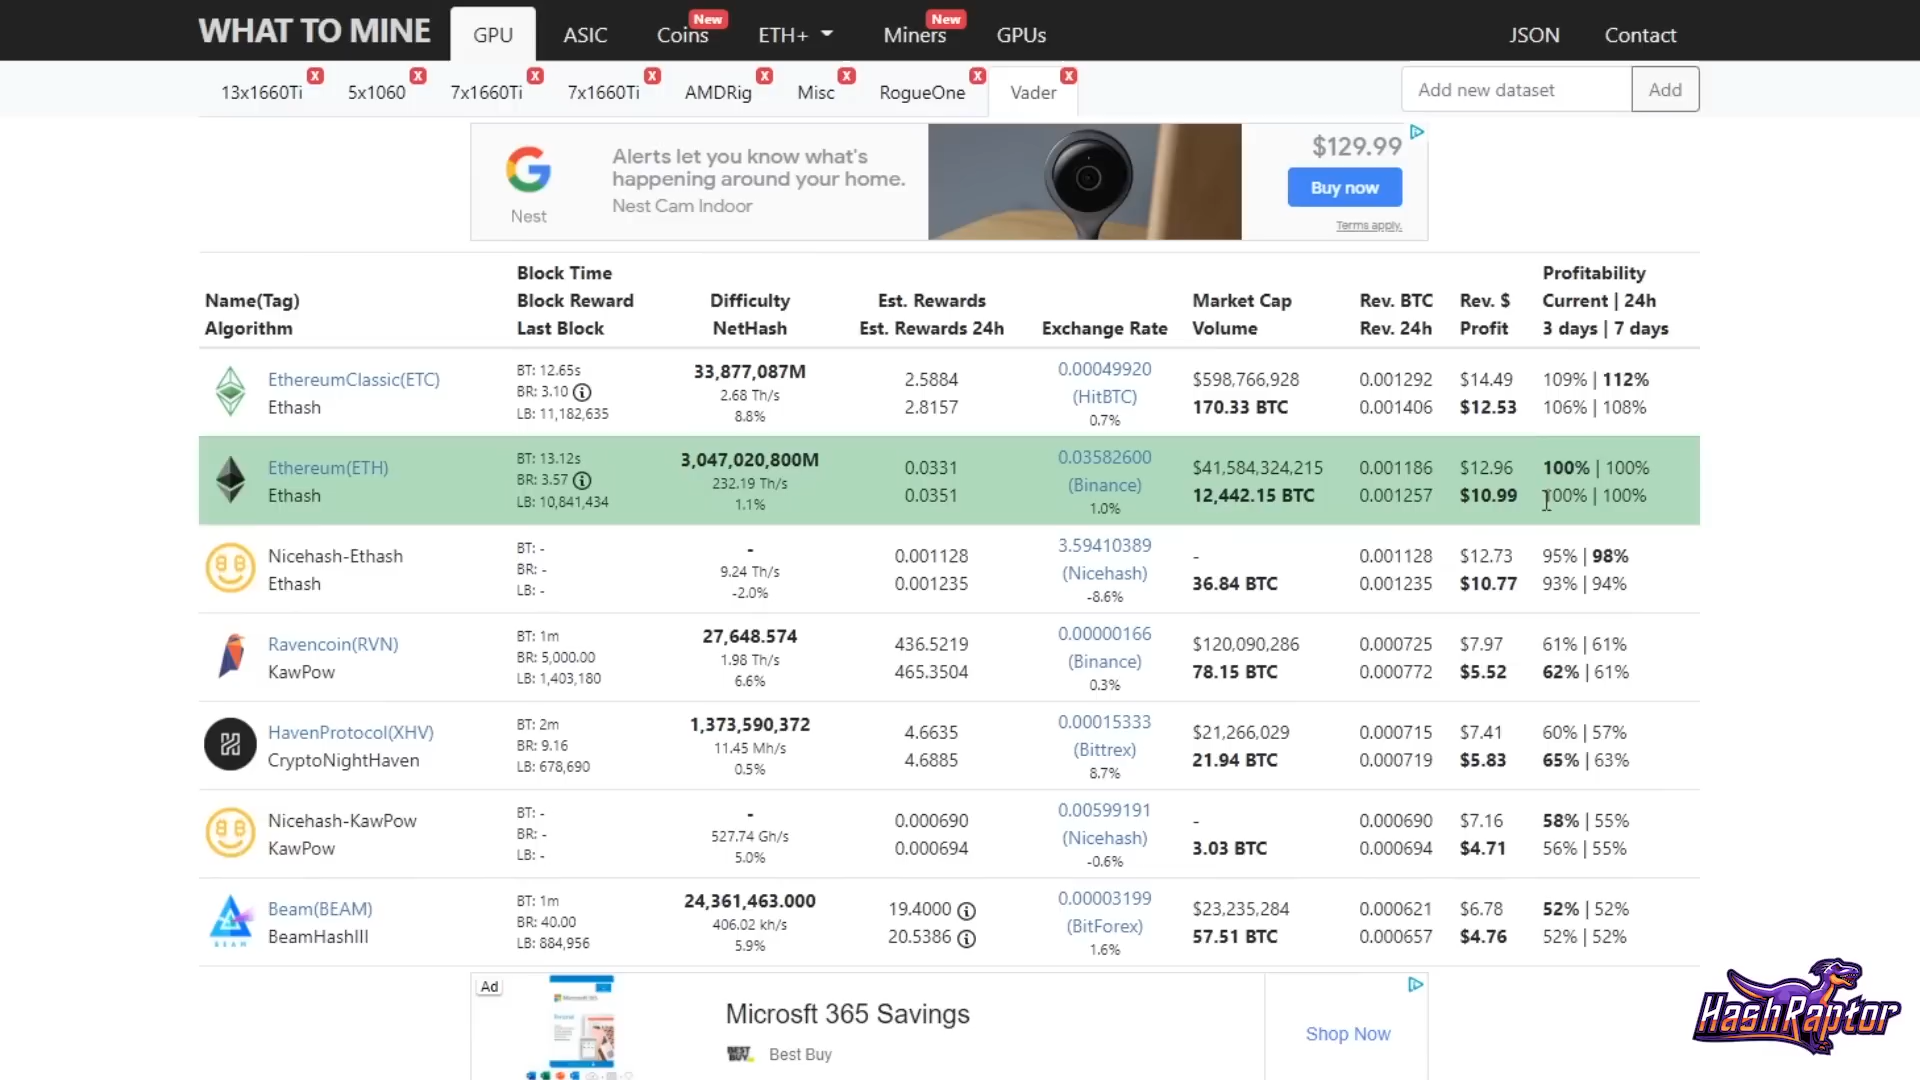 WHAT TO MINE
GPU
ASIC
Coins
New
ETH+
Miners
New
GPUs
JSON
Contact
13x1660Ti
X
5x1060
X
7x1660Ti
X
7x1660Ti
X
AMDRig
X
Misc
X
RogueOne
X
Vader
X
Add new dataset
Add
Nest
Alerts let you know what's
happening around your home.
Nest Cam Indoor
$129.99
Buy now
Terms apply.
Name(Tag)
Algorithm
Block Time
Block Reward
Last Block
Difficulty
NetHash
Est. Rewards
Est. Rewards 24h
Exchange Rate
Market Cap
Volume
Rev. BTC
Rev. 24h
Rev. $
Profit
Profitability
Current | 24h
3 days | 7 days
EthereumClassic(ETC)
Ethash
BT: 12.65s
BR: 3.10
LB: 11,182,635
33,877,087M
2.68 Th/s
8.8%
2.5884
2.8157
0.00049920
(HitBTC)
0.7%
$598,766,928
170.33 BTC
0.001292
0.001406
$14.49
$12.53
109% | 112%
106% | 108%
Ethereum(ETH)
Ethash
BT: 13.12s
BR: 3.57
LB: 10,841,434
3,047,020,800M
232.19 Th/s
1.1%
0.0331
0.0351
0.03582600
(Binance)
1.0%
$41,584,324,215
12,442.15 BTC
0.001186
0.001257
$12.96
$10.99
100% | 100%
100% | 100%
Nicehash-Ethash
Ethash
BT: -
BR: -
LB: -
-
9.24 Th/s
-2.0%
0.001128
0.001235
3.59410389
(Nicehash)
-8.6%
-
36.84 BTC
0.001128
0.001235
$12.73
$10.77
95% | 98%
93% | 94%
Ravencoin(RVN)
KawPow
BT: 1m
BR: 5,000.00
LB: 1,403,180
27,648.574
1.98 Th/s
6.6%
436.5219
465.3504
0.00000166
(Binance)
0.3%
$120,090,286
78.15 BTC
0.000725
0.000772
$7.97
$5.52
61% | 61%
62% | 61%
HavenProtocol(XHV)
CryptoNightHaven
BT: 2m
BR: 9.16
LB: 678,690
1,373,590,372
11.45 Mh/s
0.5%
4.6635
4.6885
0.00015333
(Bittrex)
8.7%
$21,266,029
21.94 BTC
0.000715
0.000719
$7.41
$5.83
60% | 57%
65% | 63%
Nicehash-KawPow
KawPow
BT: -
BR: -
LB: -
-
527.74 Gh/s
5.0%
0.000690
0.000694
0.00599191
(Nicehash)
-0.6%
-
3.03 BTC
0.000690
0.000694
$7.16
$4.71
58% | 55%
56% | 55%
BEAM
Beam(BEAM)
BeamHashIII
BT: 1m
BR: 40.00
LB: 884,956
24,361,463.000
406.02 kh/s
5.9%
19.4000
20.5386
0.00003199
(BitForex)
1.6%
$23,235,284
57.51 BTC
0.000621
0.000657
$6.78
$4.76
52% | 52%
52% | 52%
Ad
Microsft 365 Savings
BEST BUY
Best Buy
Shop Now
HashRaptor